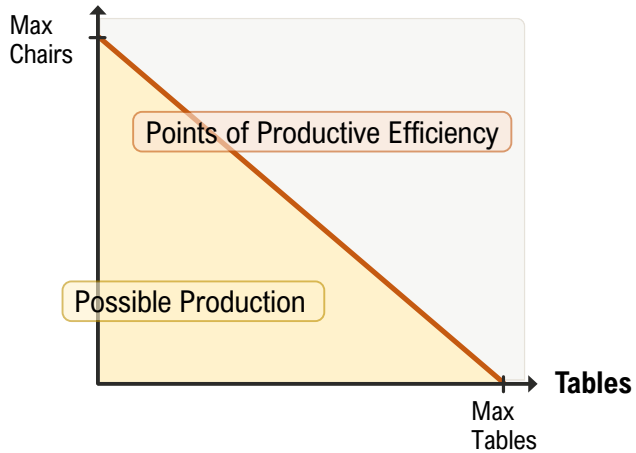 Max
Chairs
Points of Productive Efficiency
Possible Production
Tables
Max
Tables